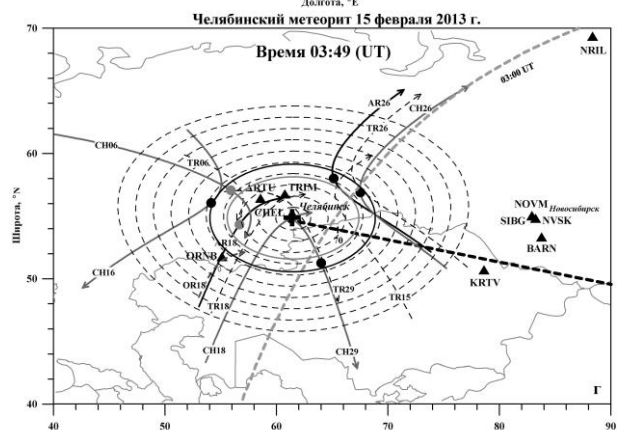 Долгота, °E
Челябинский метеорит 15 февраля 2013 г.
70
Время 03:49 (UT)
NRIL
03:00 UT
AR26
CH26
TR26
CH06
TR06
60
ARTU
TRIM
Челябинск
CHEL
NOVM
Новосибирск
SIBG
NVSK
BARN
AR18
ORNB
CH16
OR18
TR18
TR29
TR15
KRTV
50
CH18
CH29
Широта, °N
Г
40
40
50
60
70
80
90